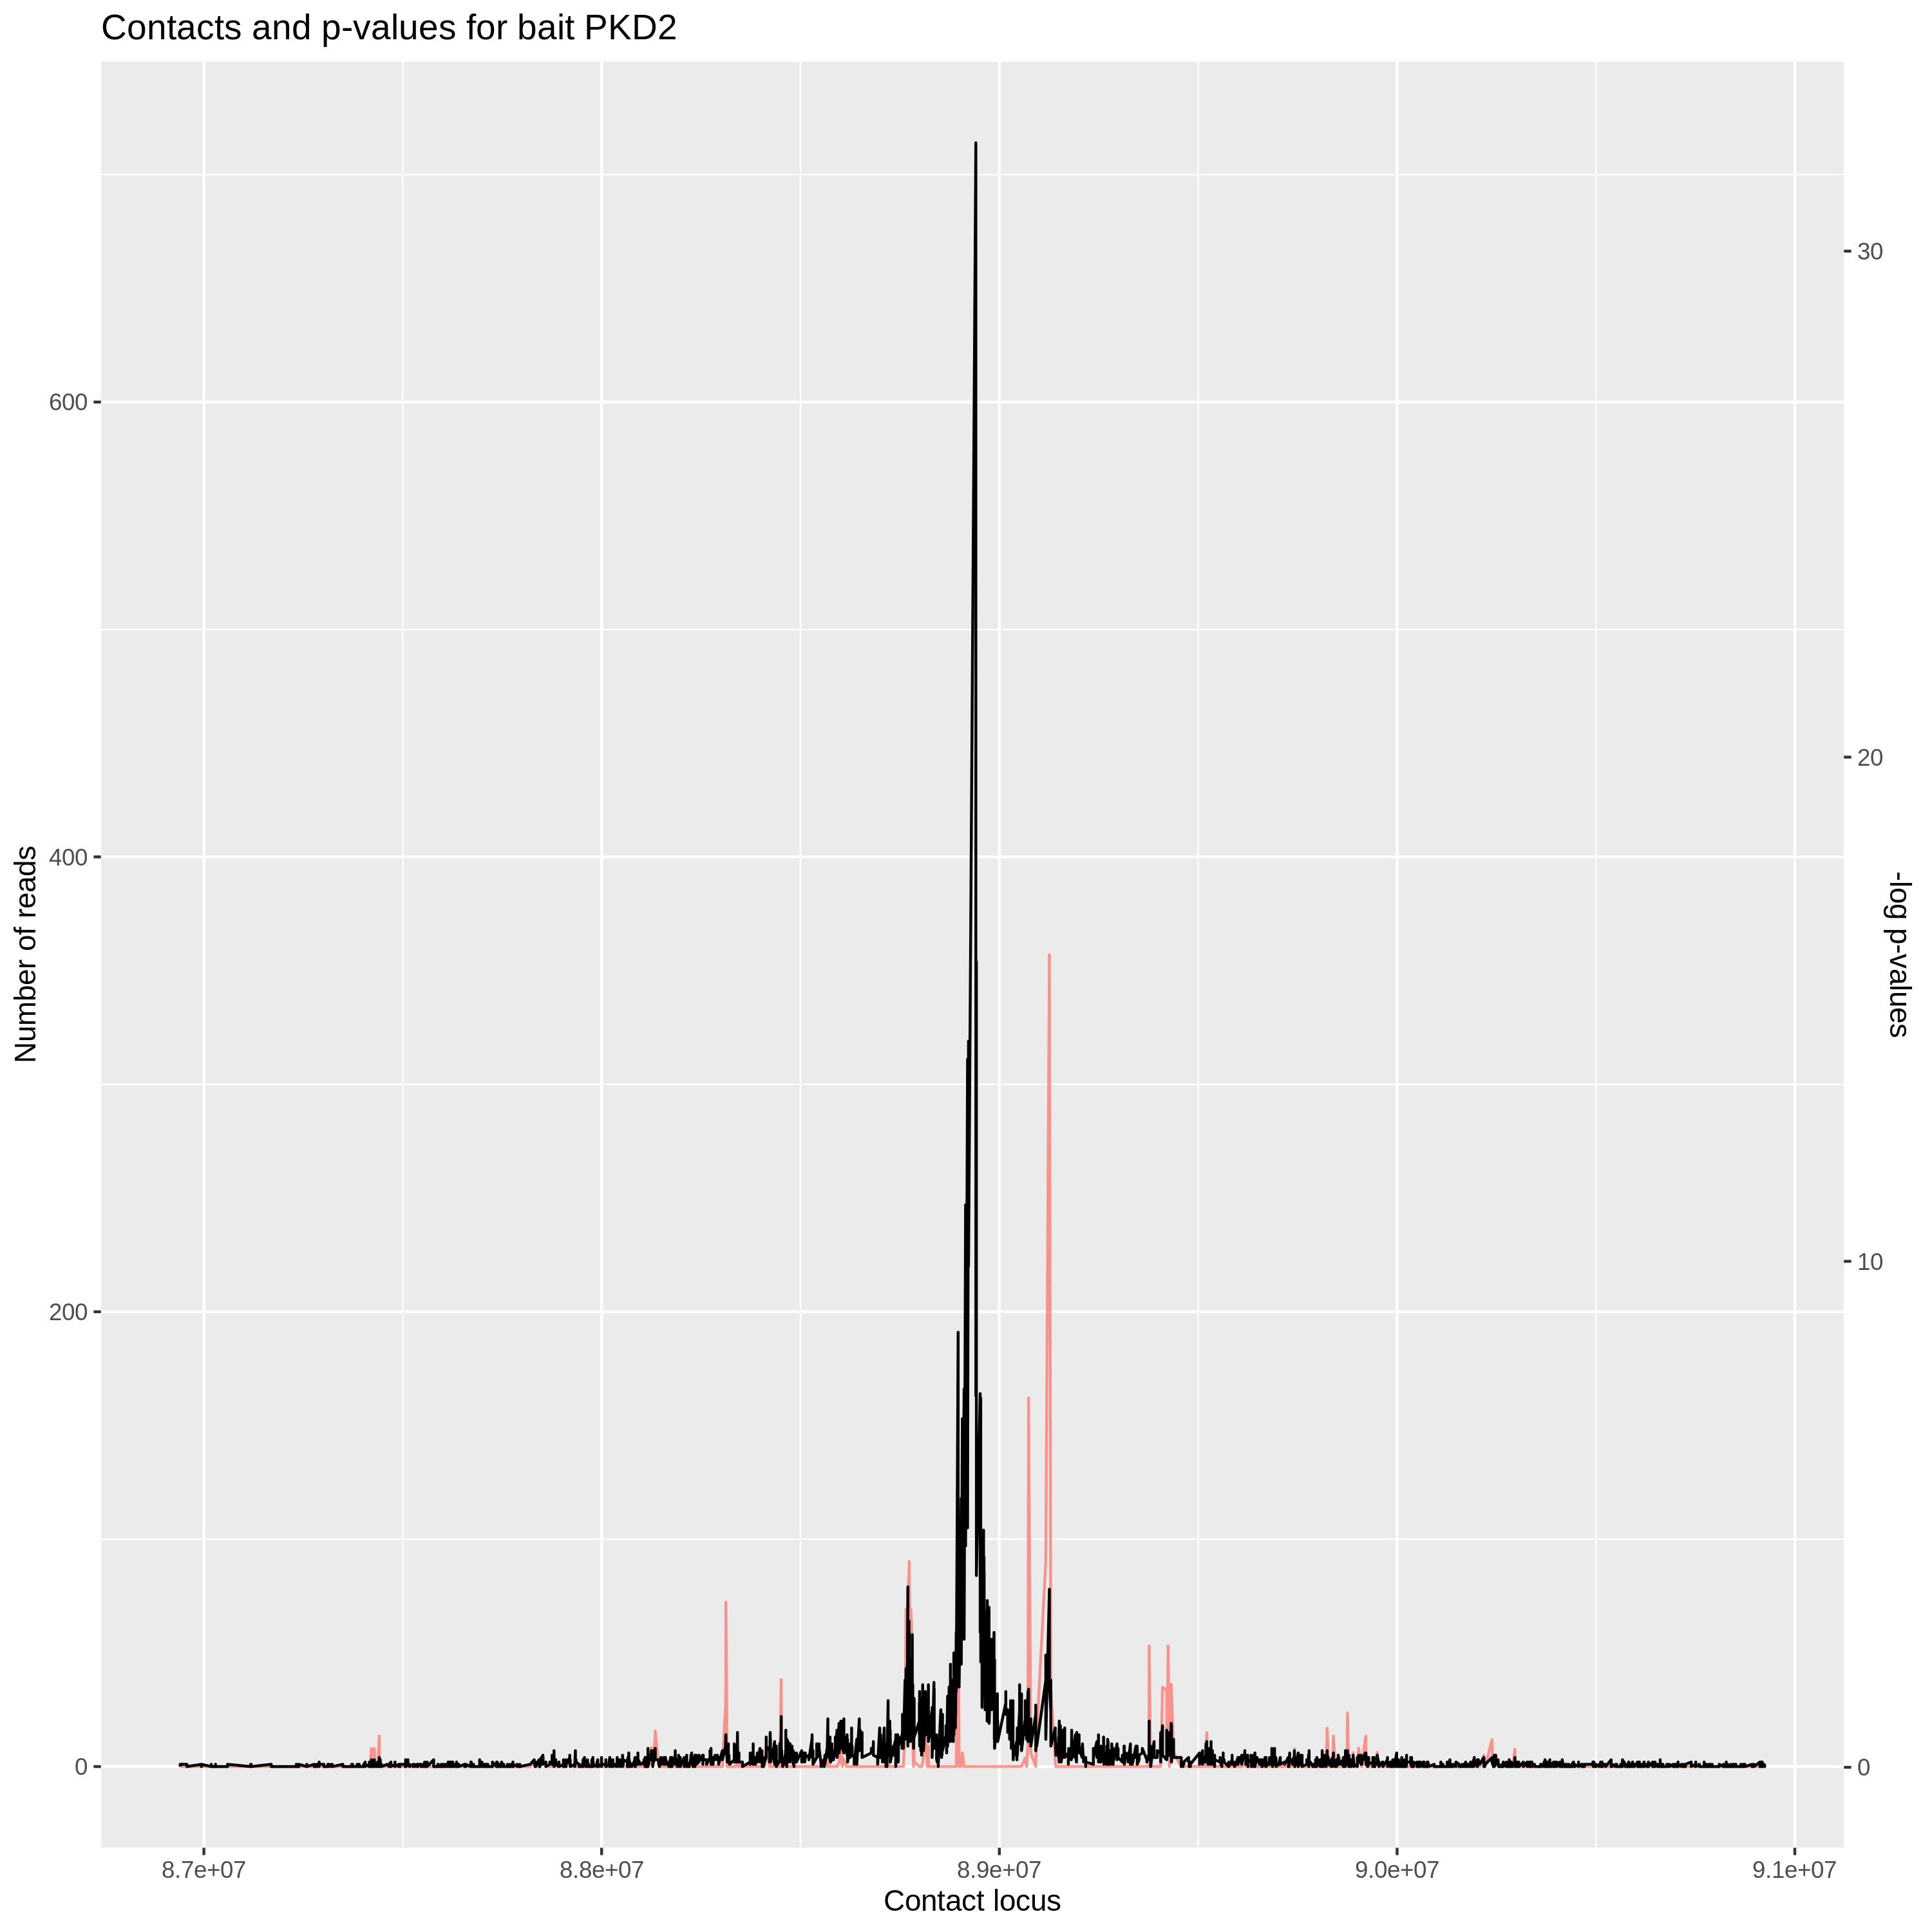 Contacts and p-values for bait PKD2
600
400
200
0
Number of reads
30
20
10
0
-log p-values
8.7e+07
8.8e+07
8.9e+07
9.0e+07
9.1e+07
Contact locus